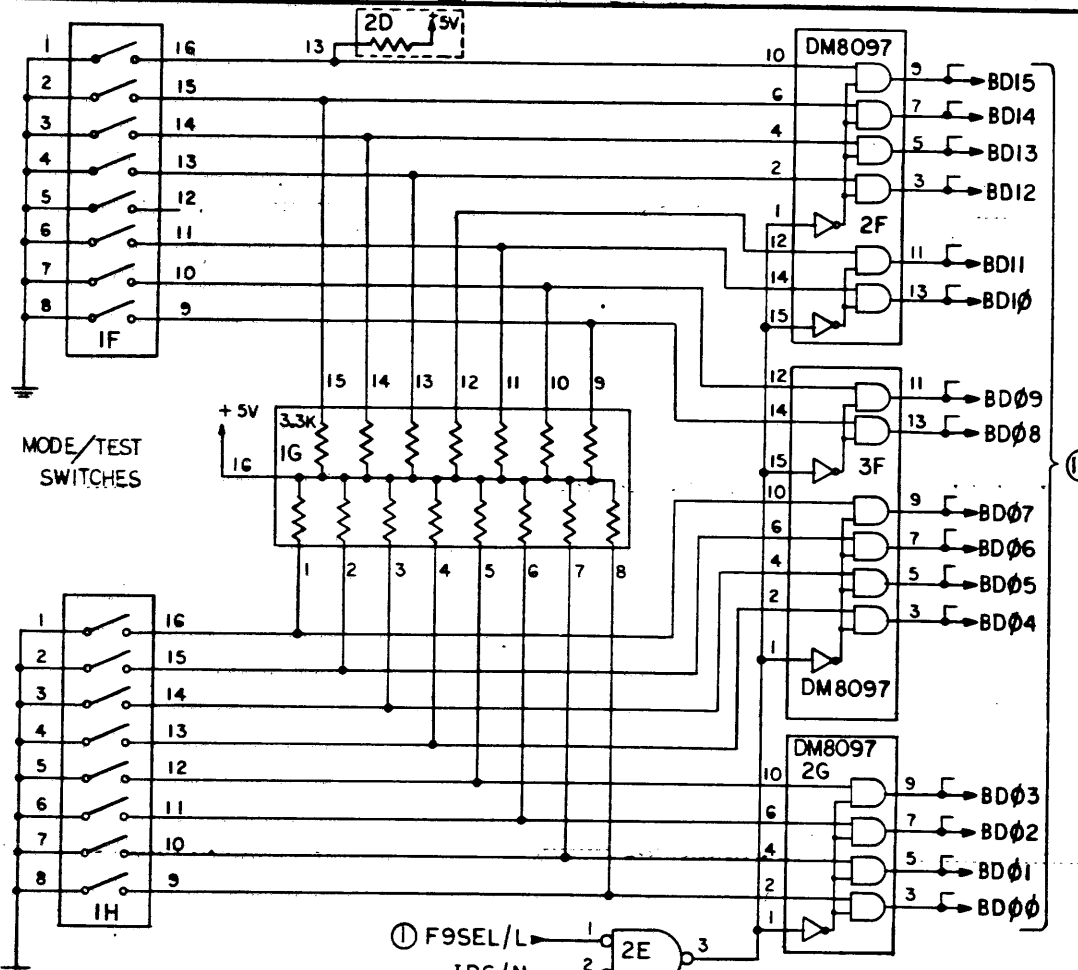 2D +5V
13
1 16
2 15
3 14
4 13
5 12
6 11
7 10
8 9
1F
DM8097
10 9 BD15
6 7 BD14
4 5 BD13
2 3 BD12
1
2F
12 11 BD11
14 13 BD1Ø
15
15 14 13 12 11 10 9
+5V
3.3K
1G
16
MODE/TEST
SWITCHES
1 2 3 4 5 6 7 8
12 11 BDØ9
14 13 BDØ8
15
3F
10 9 BDØ7
6 7 BDØ6
4 5 BDØ5
2 3 BDØ4
1
DM8097
1
1 16
2 15
3 14
4 13
5 12
6 11
7 10
8 9
1H
DM8097
2G
10 9 BDØ3
6 7 BDØ2
4 5 BDØ1
2 3 BDØØ
1
1 F9SEL/L 1
2E 3
2